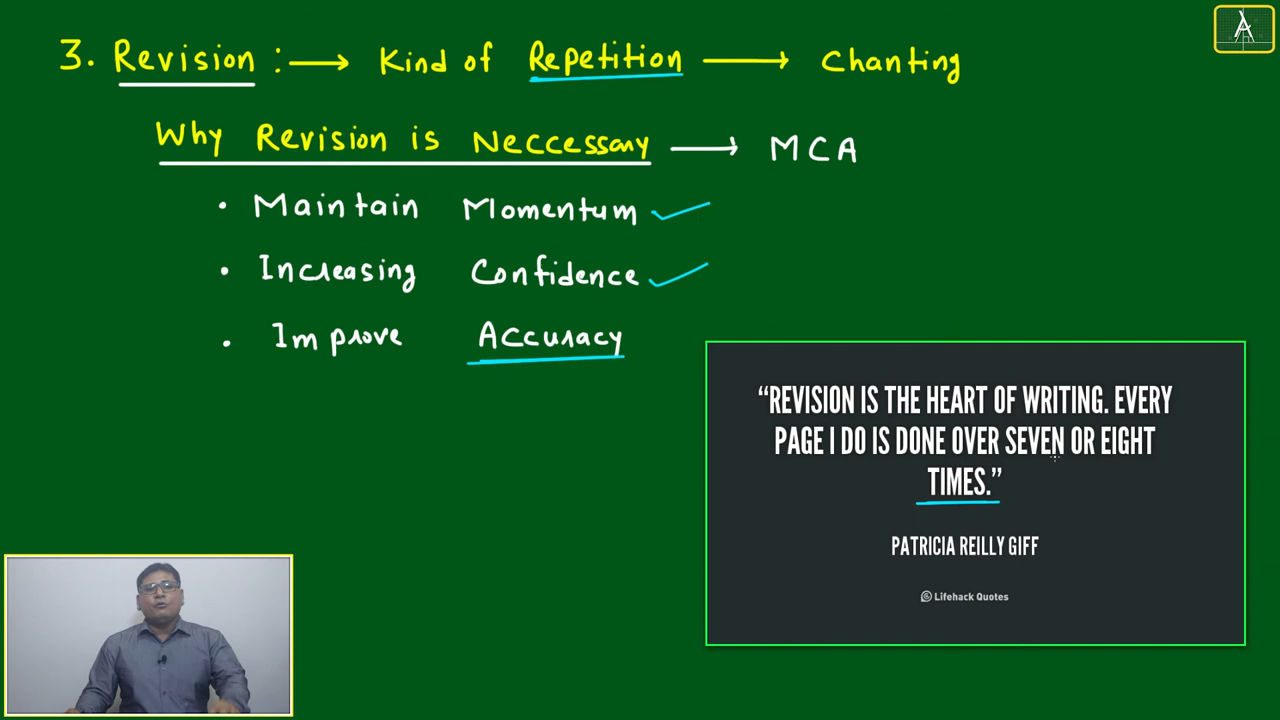 3. Revision : → Kind of Repetition → Chanting
Why Revision is Neccessary → MCA
• Maintain Momentum ✓
• Increasing Confidence ✓
• Improve Accuracy
“REVISION IS THE HEART OF WRITING. EVERY
PAGE I DO IS DONE OVER SEVEN OR EIGHT
TIMES.”
PATRICIA REILLY GIFF
Lifehack Quotes